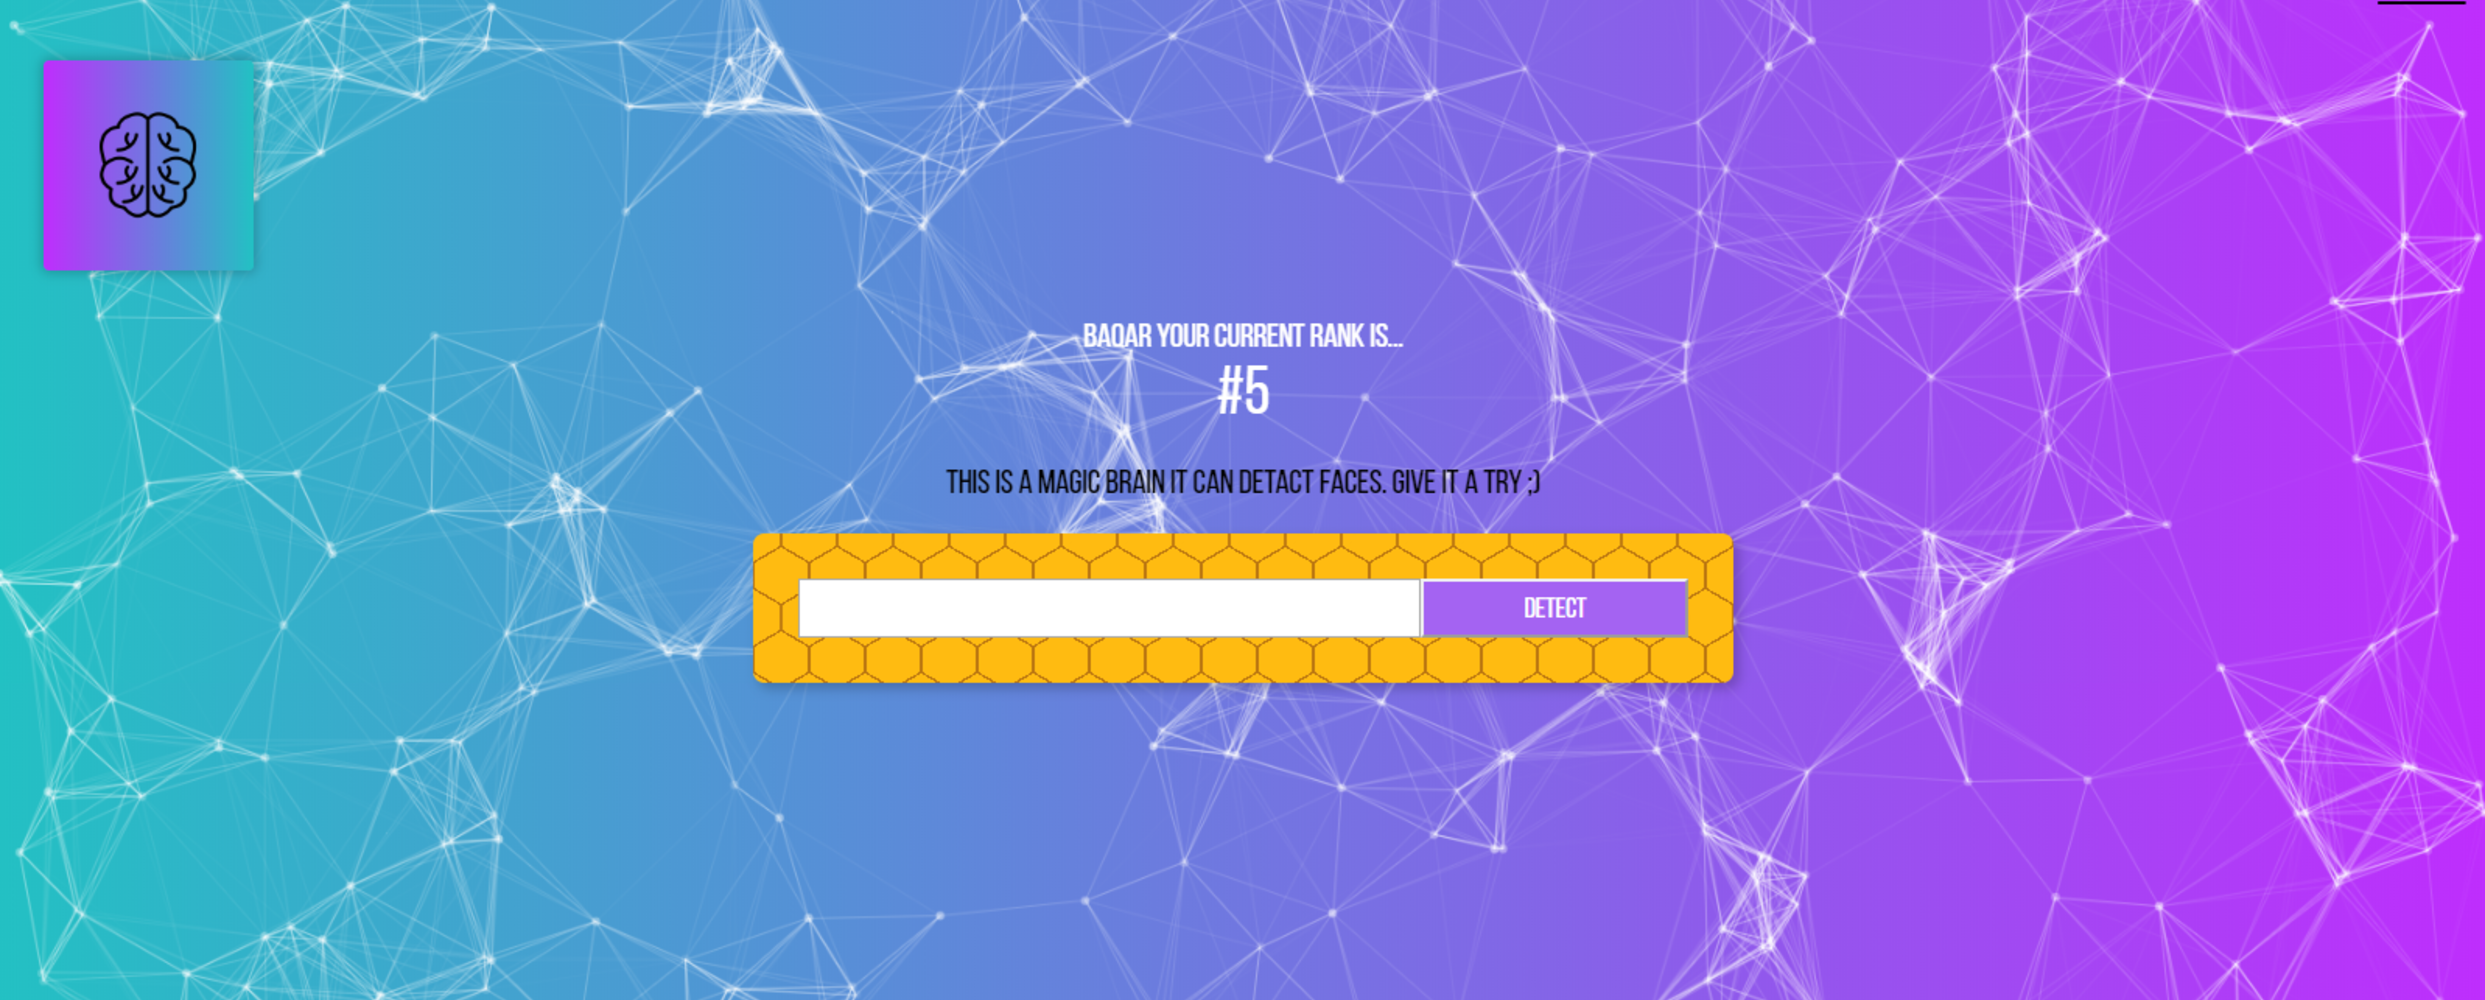 BAQAR YOUR CURRENT RANK IS...
#5
THIS IS A MAGIC BRAIN IT CAN DETACT FACES. GIVE IT A TRY ;)
DETECT